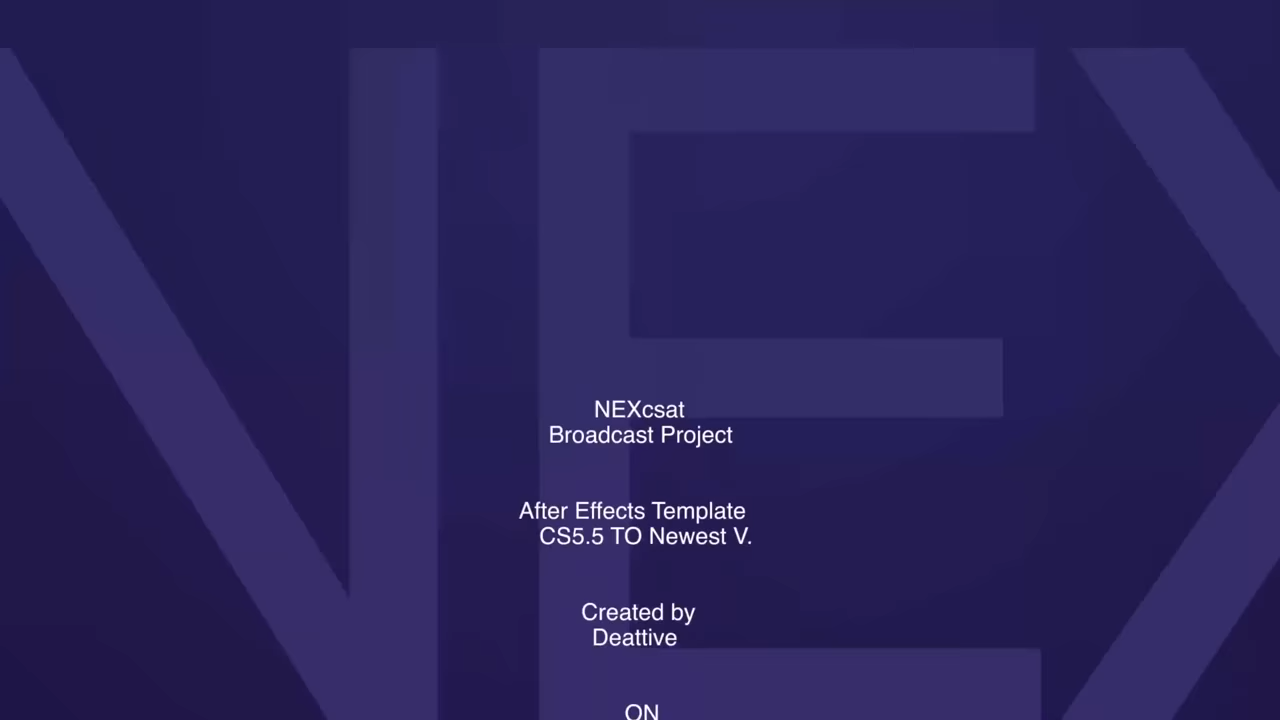 NEX
NEXcsat
Broadcast Project
After Effects Template
CS5.5 TO Newest V.
Created by
Deattive
ON